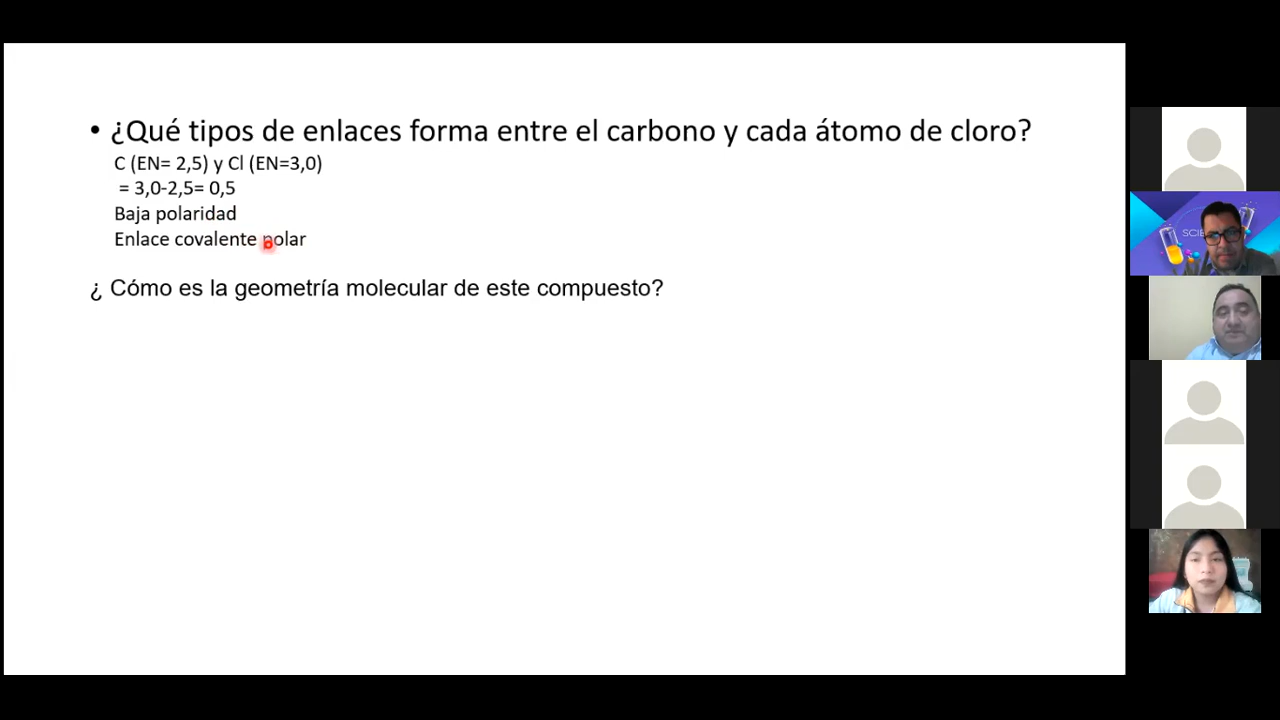 • ¿Qué tipos de enlaces forma entre el carbono y cada átomo de cloro?
C (EN= 2,5) y Cl (EN=3,0)
= 3,0-2,5= 0,5
Baja polaridad
Enlace covalente polar
¿ Cómo es la geometría molecular de este compuesto?